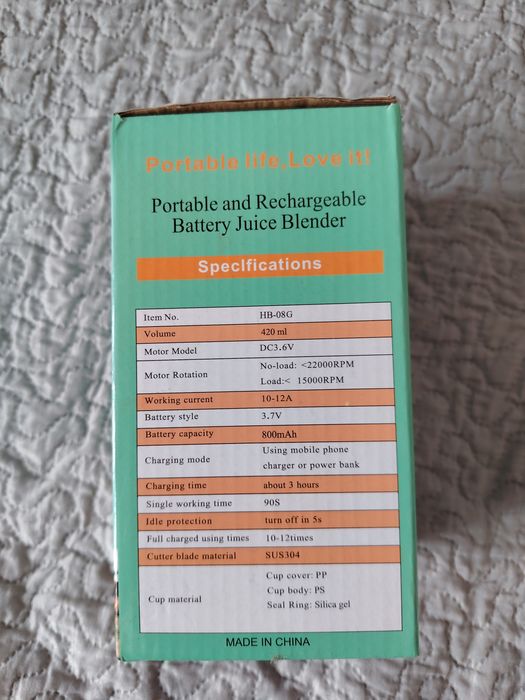 Portable life,Love it!
Portable and Rechargeable
Battery Juice Blender
Speclfications
Item No. HB-08G
Volume 420 ml
Motor Model DC3.6V
Motor Rotation No-load: <22000RPM
Load:< 15000RPM
Working current 10-12A
Battery style 3.7V
Battery capacity 800mAh
Charging mode Using mobile phone
charger or power bank
Charging time about 3 hours
Single working time 90S
Idle protection turn off in 5s
Full charged using times 10-12times
Cutter blade material SUS304
Cup material Cup cover: PP
Cup body: PS
Seal Ring: Silica gel
MADE IN CHINA